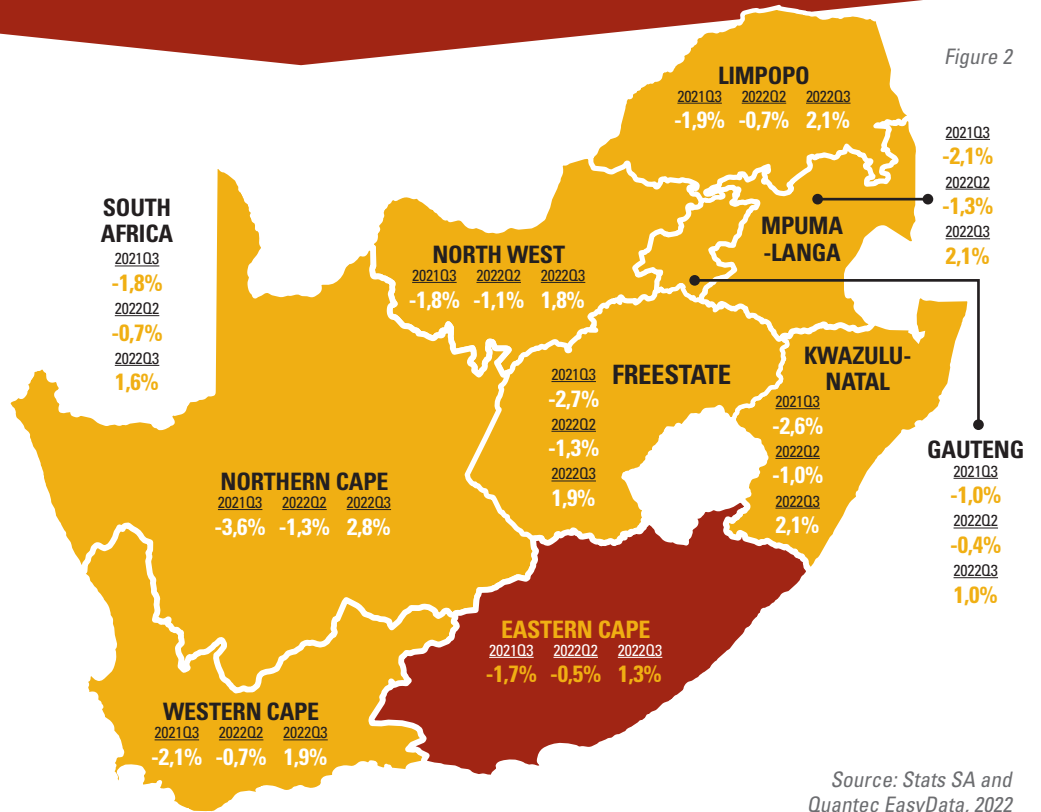 Figure 2
LIMPOPO
2021Q3 2022Q2 2022Q3
-1,9% -0,7% 2,1%
2021Q3
-2,1%
2022Q2
-1,3%
2022Q3
2,1%
MPUMA
-LANGA
SOUTH
AFRICA
2021Q3
-1,8%
2022Q2
-0,7%
2022Q3
1,6%
NORTH WEST
2021Q3 2022Q2 2022Q3
-1,8% -1,1% 1,8%
FREESTATE
2021Q3
-2,7%
2022Q2
-1,3%
2022Q3
1,9%
KWAZULU-
NATAL
2021Q3
-2,6%
2022Q2
-1,0%
2022Q3
2,1%
GAUTENG
2021Q3
-1,0%
2022Q2
-0,4%
2022Q3
1,0%
NORTHERN CAPE
2021Q3 2022Q2 2022Q3
-3,6% -1,3% 2,8%
EASTERN CAPE
2021Q3 2022Q2 2022Q3
-1,7% -0,5% 1,3%
WESTERN CAPE
2021Q3 2022Q2 2022Q3
-2,1% -0,7% 1,9%
Source: Stats SA and
Quantec EasyData, 2022